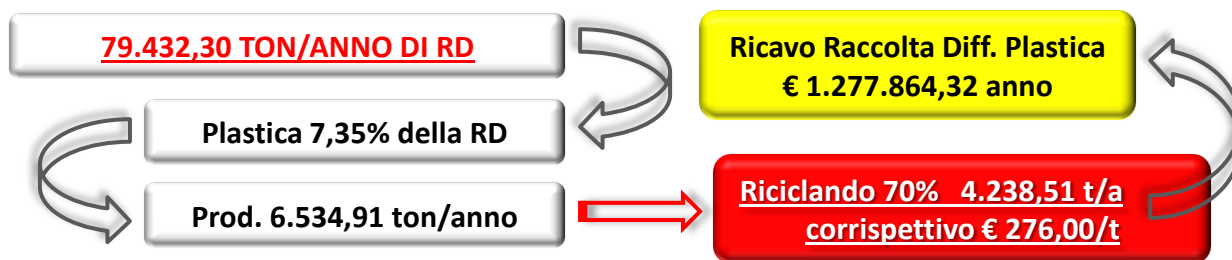 79.432,30 TON/ANNO DI RD
Plastica 7,35% della RD
Prod. 6.534,91 ton/anno
Riciclando 70% 4.238,51 t/a
corrispettivo € 276,00/t
Ricavo Raccolta Diff. Plastica
€ 1.277.864,32 anno